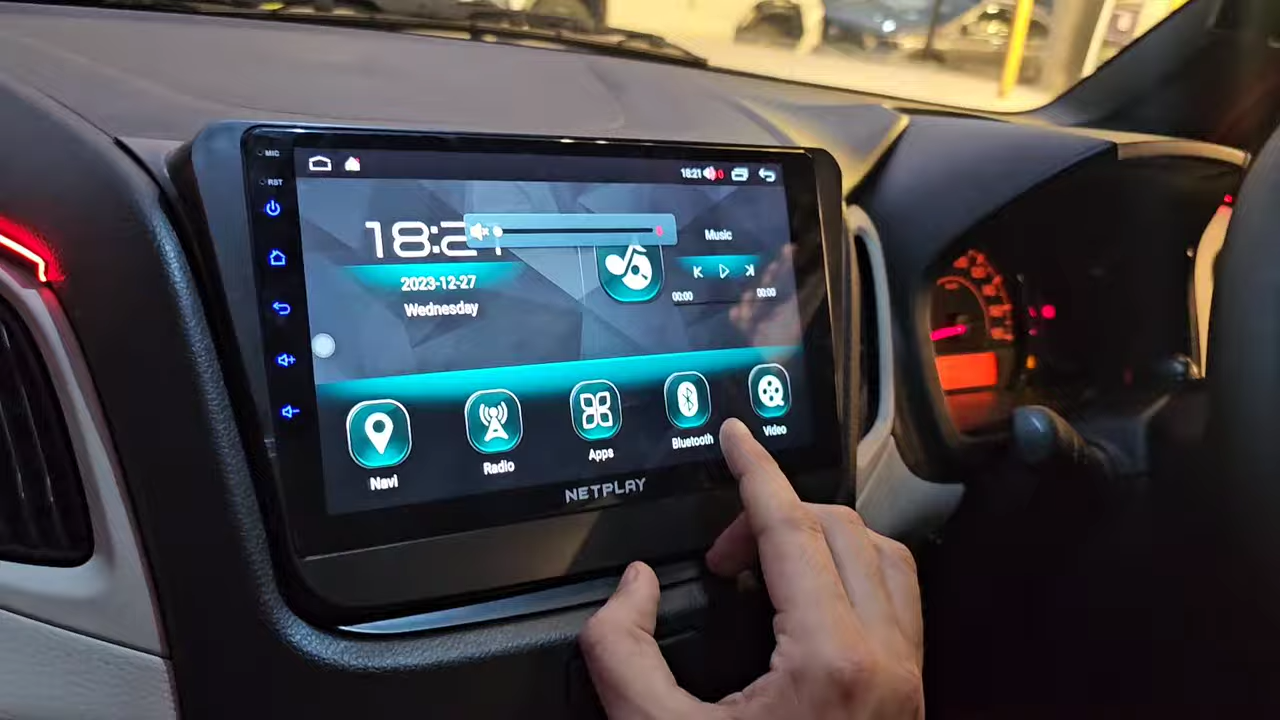 MIC
RST
18:21 0
18:21
2023-12-27
Wednesday
Music
00:00 00:00
Navi
Radio
Apps
Bluetooth
Video
NETPLAY